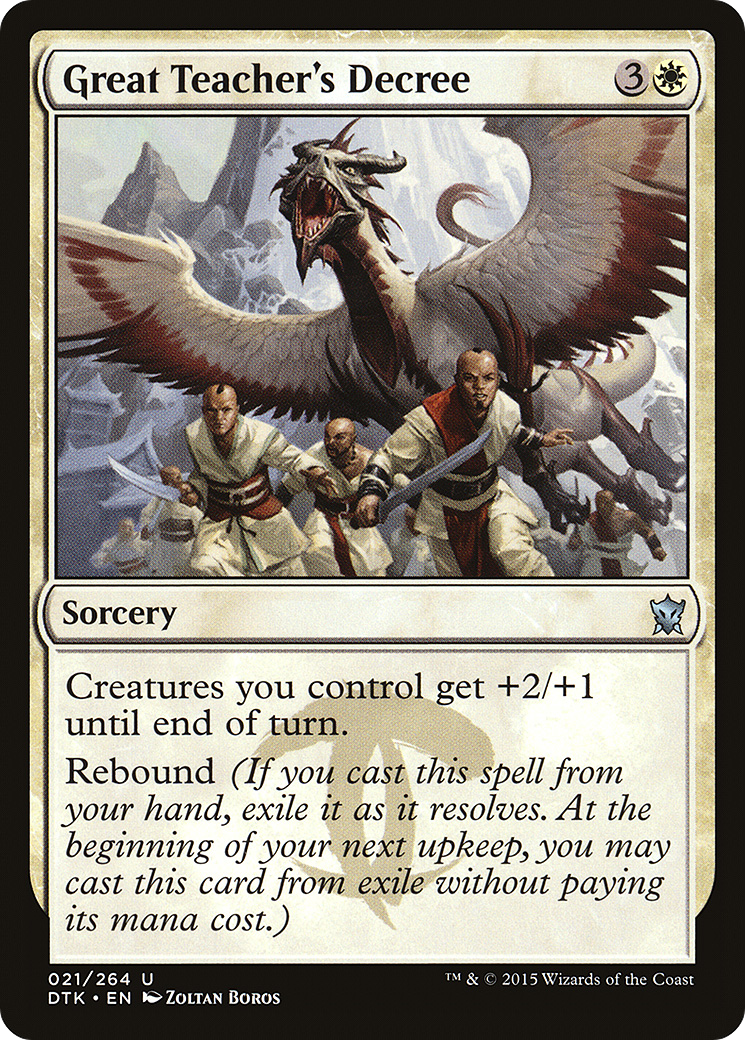 Great Teacher's Decree 3
Sorcery
Creatures you control get +2/+1
until end of turn.
Rebound (If you cast this spell from
your hand, exile it as it resolves. At the
beginning of your next upkeep, you may
cast this card from exile without paying
its mana cost.)
021/264 U
DTK • EN Zoltan Boros
™ & © 2015 Wizards of the Coast